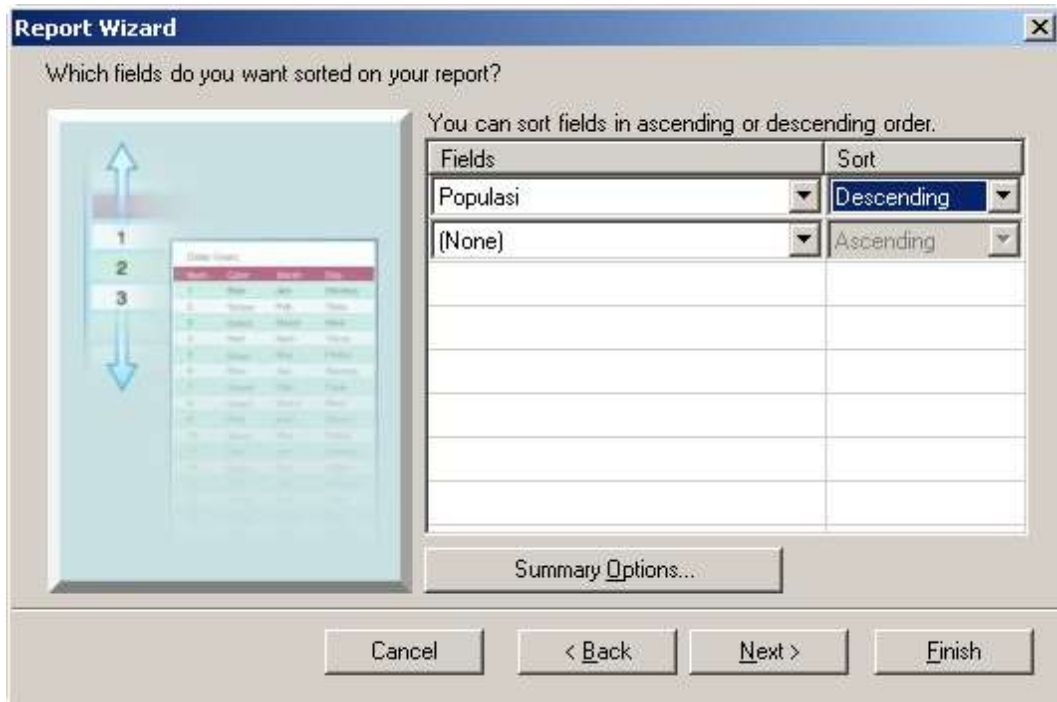 Report Wizard
Which fields do you want sorted on your report?
You can sort fields in ascending or descending order.
Fields Sort
Populasi Descending
(None) Ascending
1
2
3
Summary Options...
Cancel < Back Next > Finish